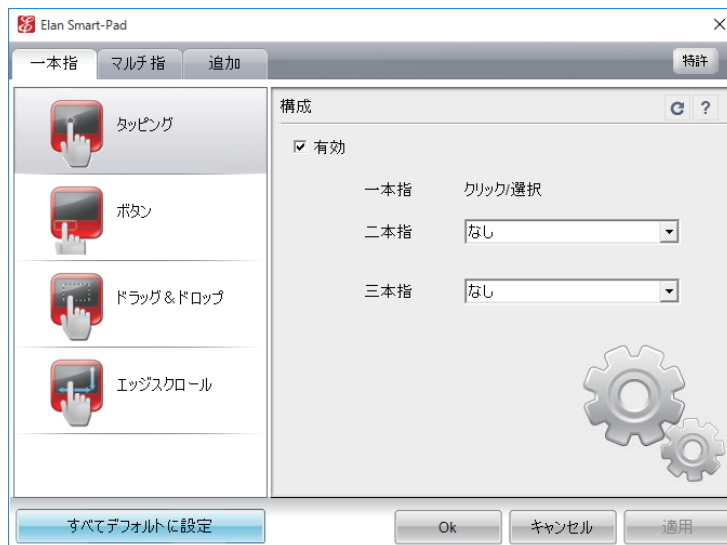 Elan Smart-Pad
一本指 マルチ指 追加 特許
タッピング
ボタン
ドラッグ&ドロップ
エッジスクロール
構成
有効
一本指 クリック/選択
二本指 なし
三本指 なし
すべてデフォルトに設定 Ok キャンセル 適用